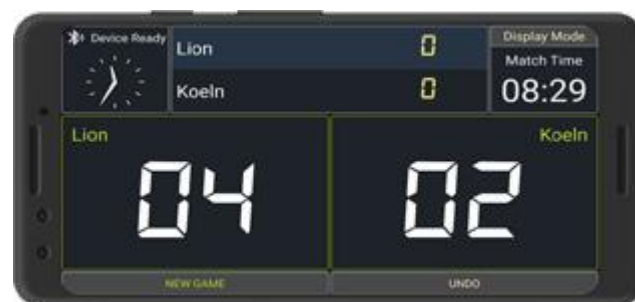 Device Ready
Lion 0
Koeln 0
Display Mode
Match Time
08:29
Lion
Koeln
04
02
NEW GAME
UNDO